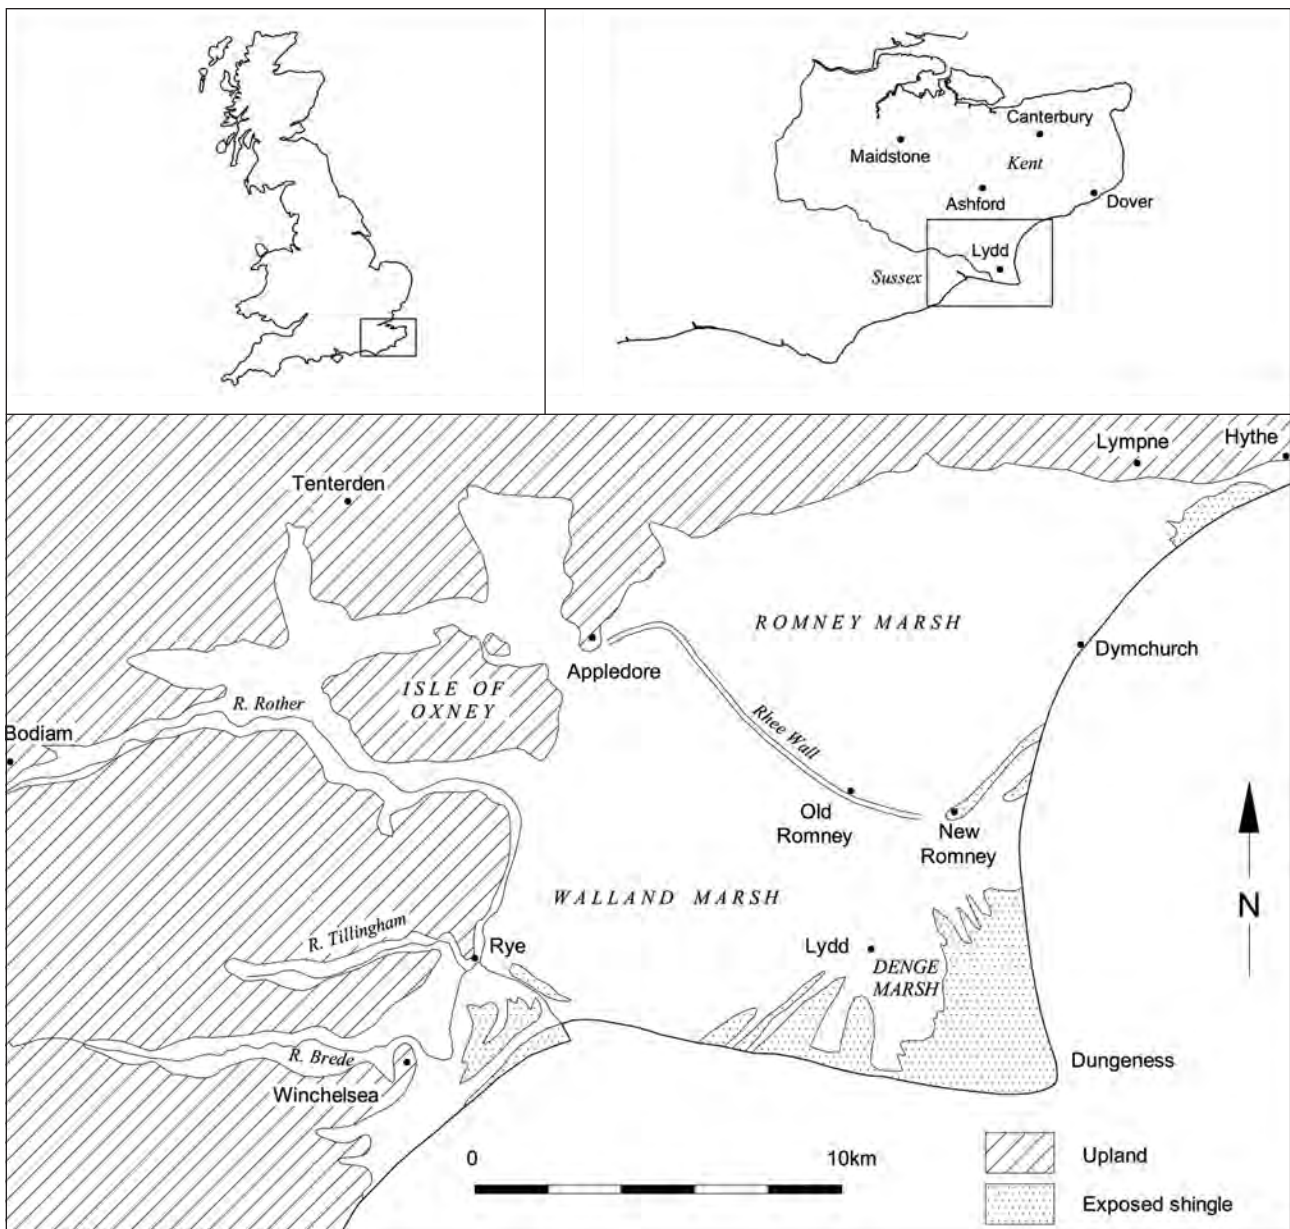 Canterbury
Maidstone
Kent
Ashford
Dover
Lydd
Sussex
Lympne
Hythe
Tenterden
ROMNEY MARSH
Dymchurch
Appledore
ISLE OF
OXNEY
R. Rother
Rhee Wall
Bodiam
Old
Romney
New
Romney
N
WALLAND MARSH
R. Tillingham
Rye
Lydd
DENGE
MARSH
R. Brede
Winchelsea
Dungeness
0 10km
Upland
Exposed shingle